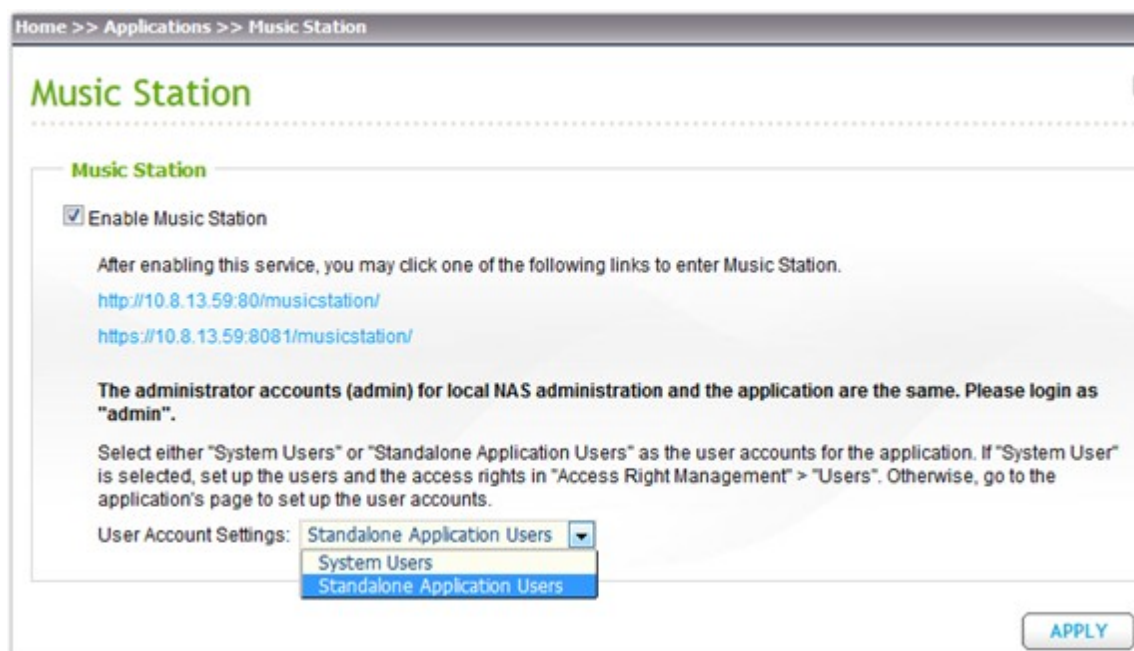 Home >> Applications >> Music Station
Music Station
Music Station
Enable Music Station
After enabling this service, you may click one of the following links to enter Music Station.
http://10.8.13.59:80/musicstation/
https://10.8.13.59:8081/musicstation/
The administrator accounts (admin) for local NAS administration and the application are the same. Please login as
"admin".
Select either "System Users" or "Standalone Application Users" as the user accounts for the application. If "System User"
is selected, set up the users and the access rights in "Access Right Management" > "Users". Otherwise, go to the
application's page to set up the user accounts.
User Account Settings: Standalone Application Users
System Users
Standalone Application Users
APPLY